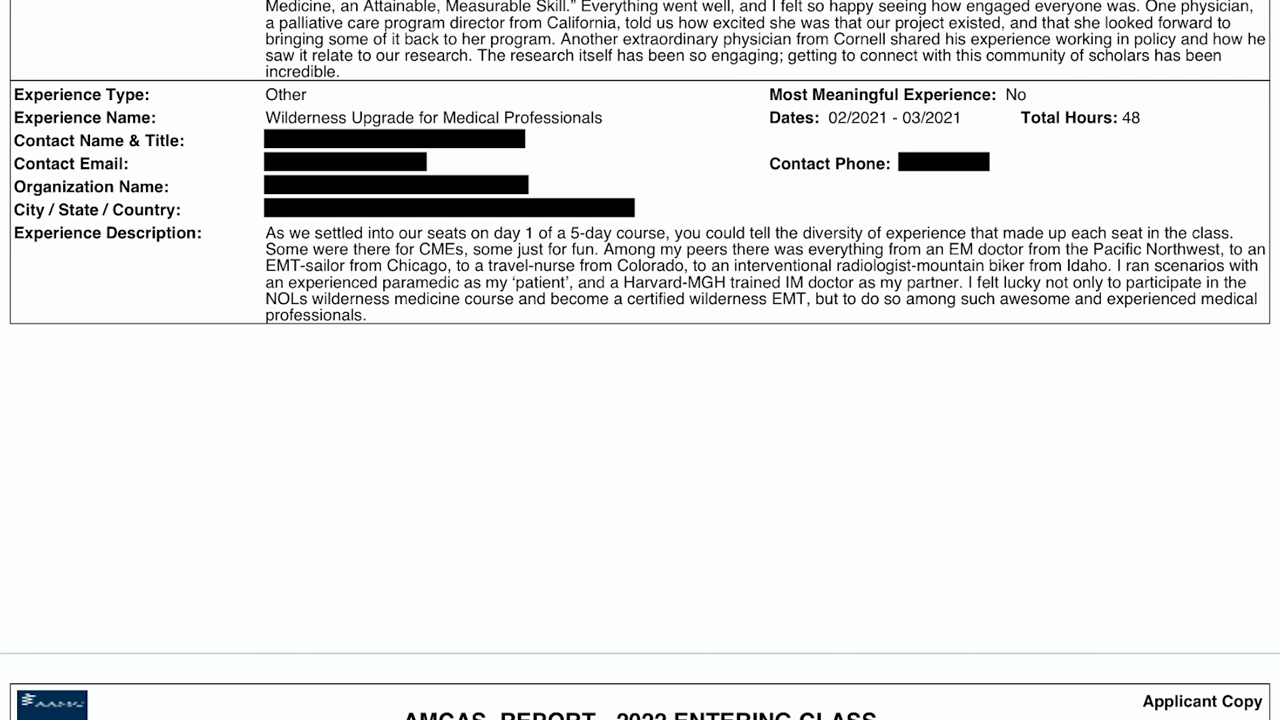 Medicine, an Attainable, Measurable Skill.” Everything went well, and I felt so happy seeing how engaged everyone was. One physician,
a palliative care program director from California, told us how excited she was that our project existed, and that she looked forward to
bringing some of it back to her program. Another extraordinary physician from Cornell shared his experience working in policy and how he
saw it relate to our research. The research itself has been so engaging; getting to connect with this community of scholars has been
incredible.
Experience Type: Other Most Meaningful Experience: No
Experience Name: Wilderness Upgrade for Medical Professionals Dates: 02/2021 - 03/2021 Total Hours: 48
Contact Name & Title:
Contact Email: Contact Phone:
Organization Name:
City / State / Country:
Experience Description: As we settled into our seats on day 1 of a 5-day course, you could tell the diversity of experience that made up each seat in the class.
Some were there for CMEs, some just for fun. Among my peers there was everything from an EM doctor from the Pacific Northwest, to an
EMT-sailor from Chicago, to a travel-nurse from Colorado, to an interventional radiologist-mountain biker from Idaho. I ran scenarios with
an experienced paramedic as my ‘patient’, and a Harvard-MGH trained IM doctor as my partner. I felt lucky not only to participate in the
NOLs wilderness medicine course and become a certified wilderness EMT, but to do so among such awesome and experienced medical
professionals.
Applicant Copy
AAMC
AMCAS REPORT - 2022 ENTERING CLASS